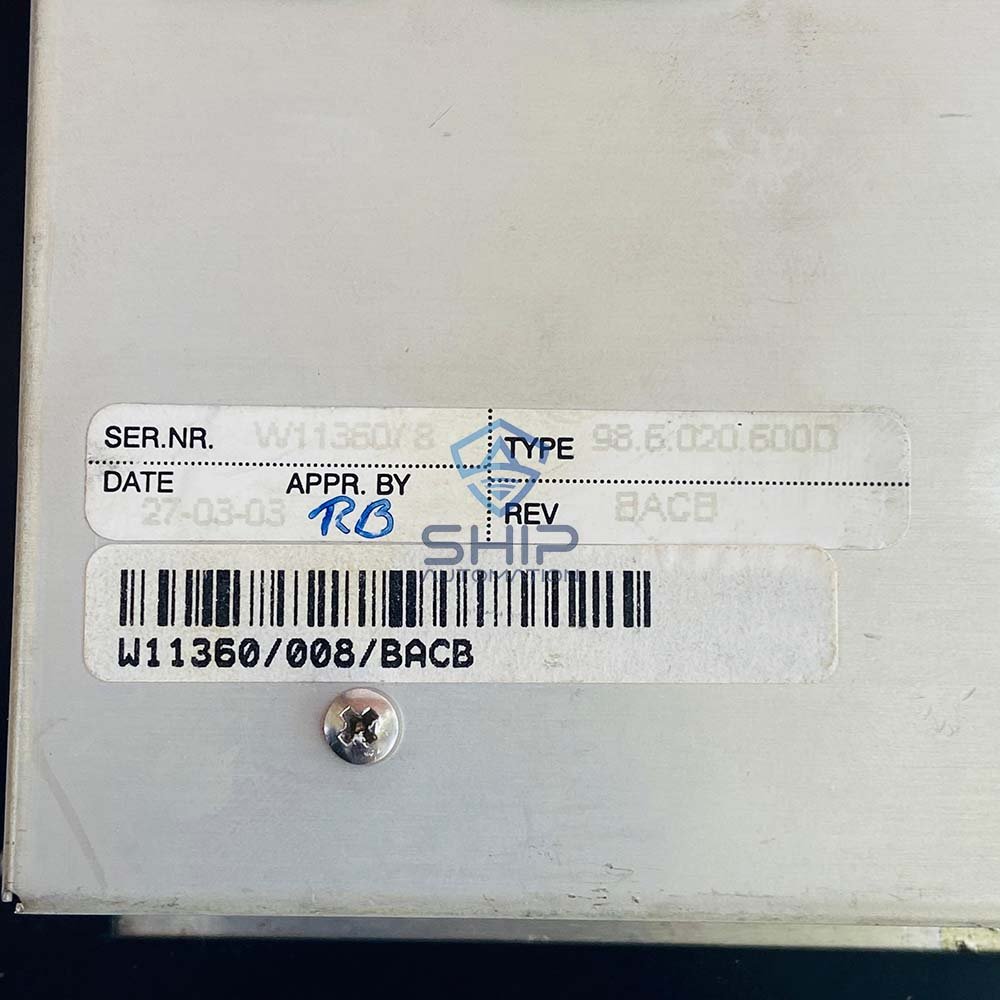 SER.NR. W11360/8 TYPE 98.6.020.600D
DATE APPR. BY
27-03-03 RB REV BACB
SHIP
AUTOMATION
W11360/008/BACB